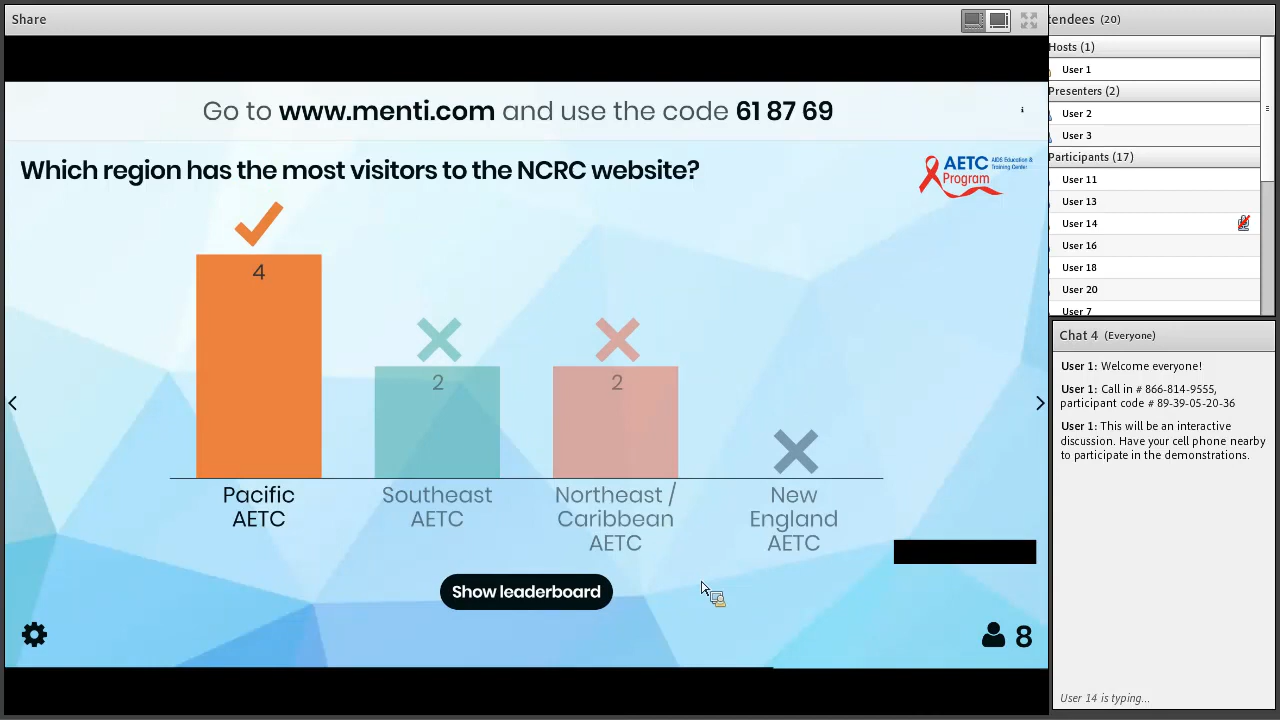 Share
Go to www.menti.com and use the code 61 87 69
Which region has the most visitors to the NCRC website?
AETC AIDS Education &
Training Center
Program
4
2
2
Pacific
AETC
Southeast
AETC
Northeast /
Caribbean
AETC
New
England
AETC
Show leaderboard
8
tendees (20)
Hosts (1)
User 1
Presenters (2)
User 2
User 3
Participants (17)
User 11
User 13
User 14
User 16
User 18
User 20
User 7
Chat 4 (Everyone)
User 1: Welcome everyone!
User 1: Call in # 866-814-9555,
participant code # 89-39-05-20-36
User 1: This will be an interactive
discussion. Have your cell phone nearby
to participate in the demonstrations.
User 14 is typing...